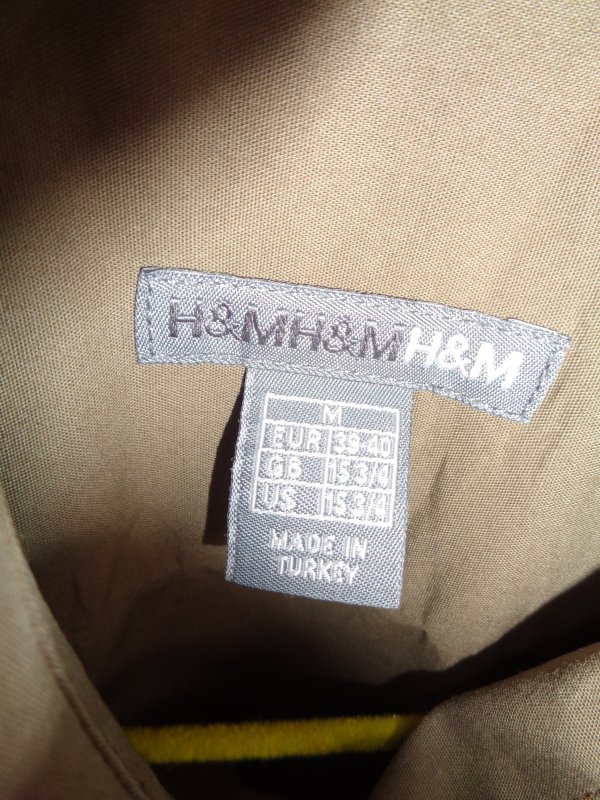 H&MH&MH&M
M
EUR 39-40
GB 15 3/4
US 15 3/4
MADE IN
TURKEY